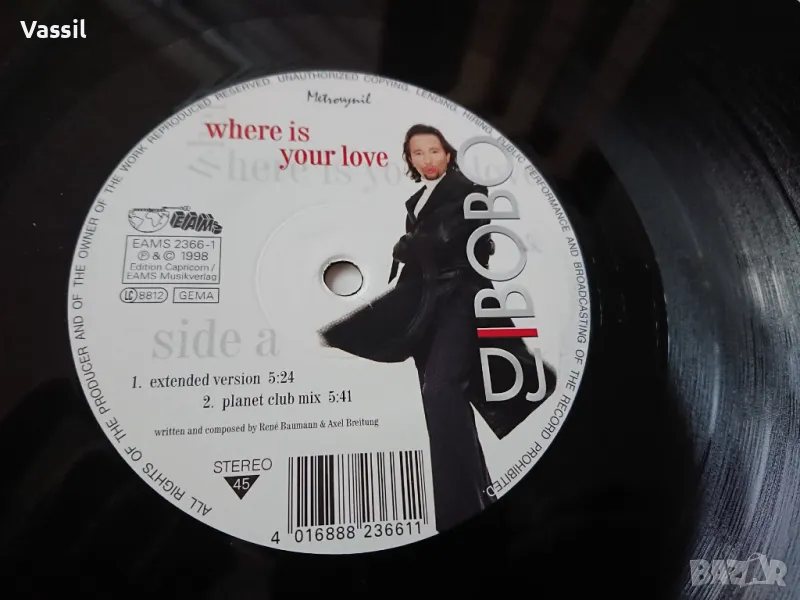 Vassil
ALL RIGHTS OF THE PRODUCER AND OF THE OWNER OF THE WORK REPRODUCED RESERVED. UNAUTHORIZED COPYING, LENDING, HIRING, PUBLIC PERFORMANCE AND BROADCASTING OF THE RECORD PROHIBITED.
Metrovynil
where is
your love
DJ BOBO
EAMS
EAMS 2366-1
Ⓟ & © 1998
Edition Capricorn/
EAMS Musikverlag
LC 8812
GEMA
side a
1. extended version 5:24
2. planet club mix 5:41
written and composed by René Baumann & Axel Breitung
STEREO
45
4 016888 236611
BAZAR